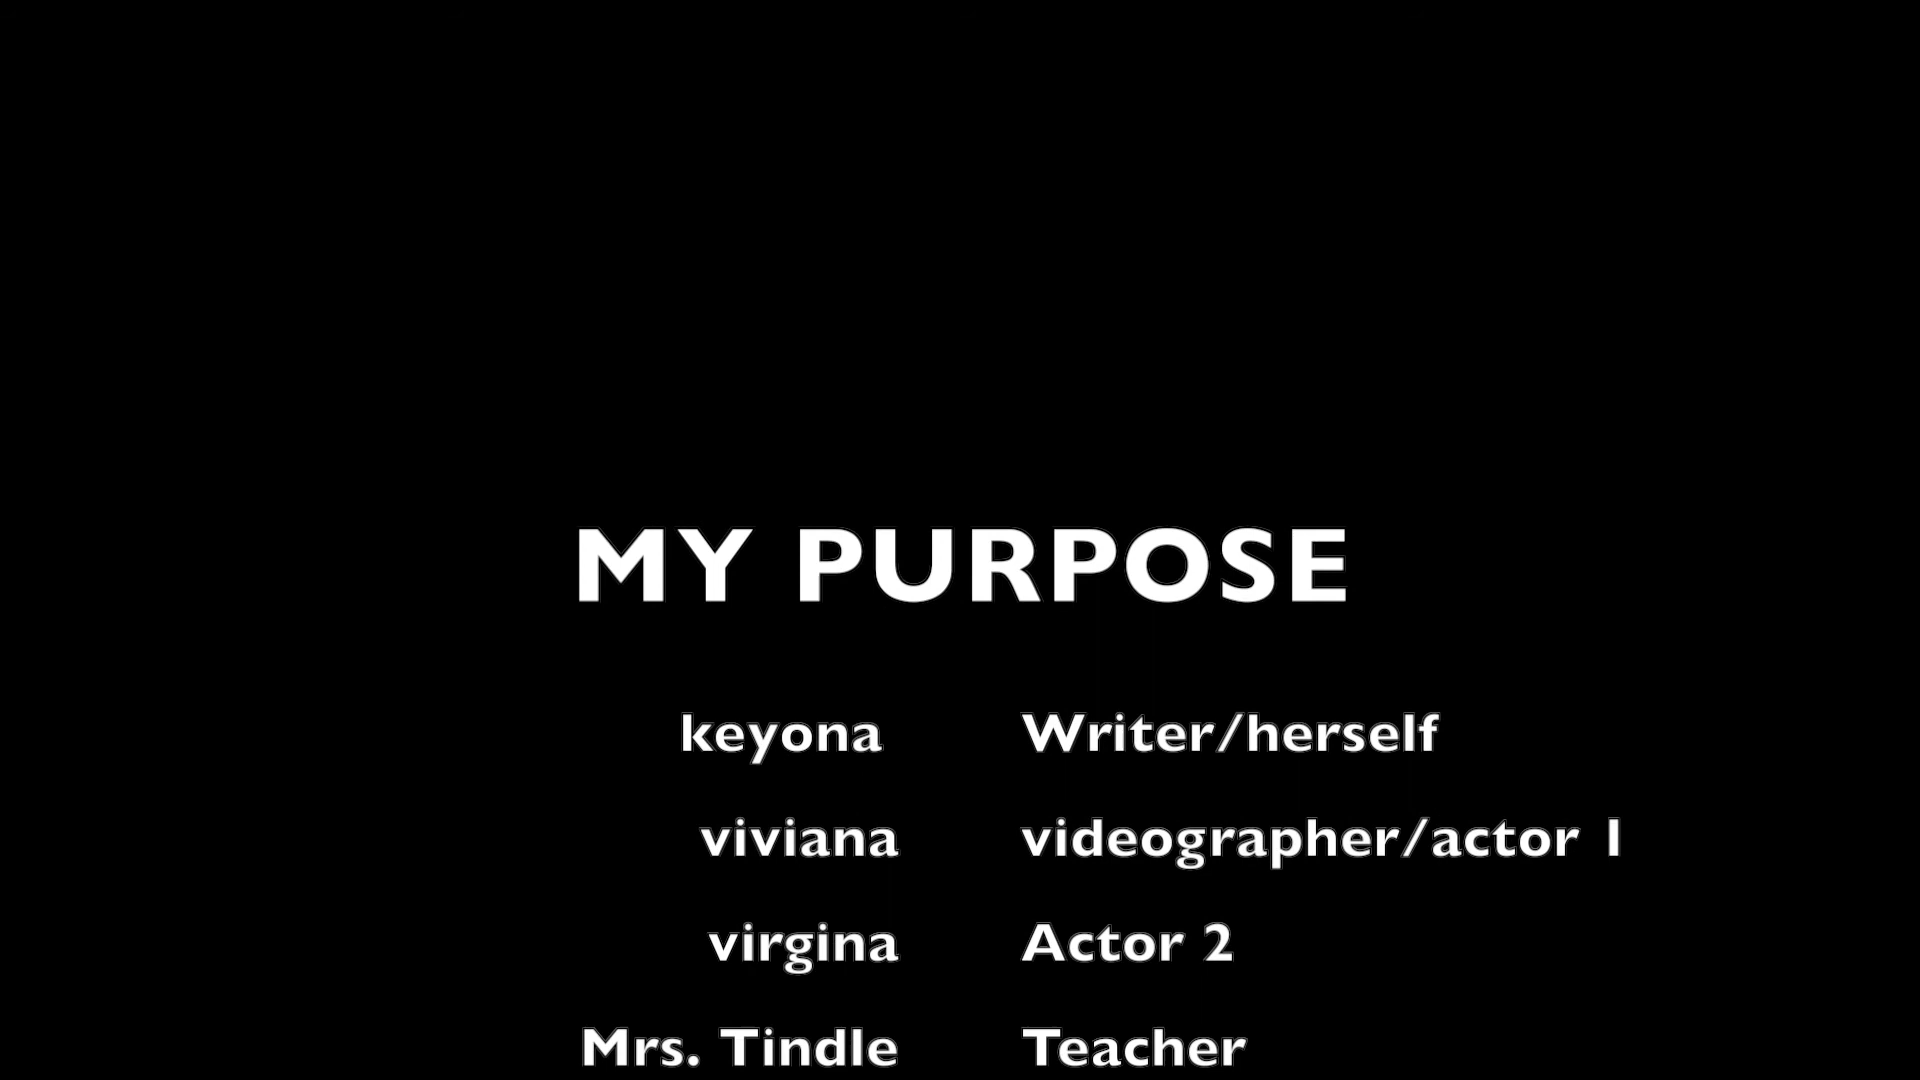 MY PURPOSE
keyona Writer/herself
viviana videographer/actor 1
virgina Actor 2
Mrs. Tindle Teacher